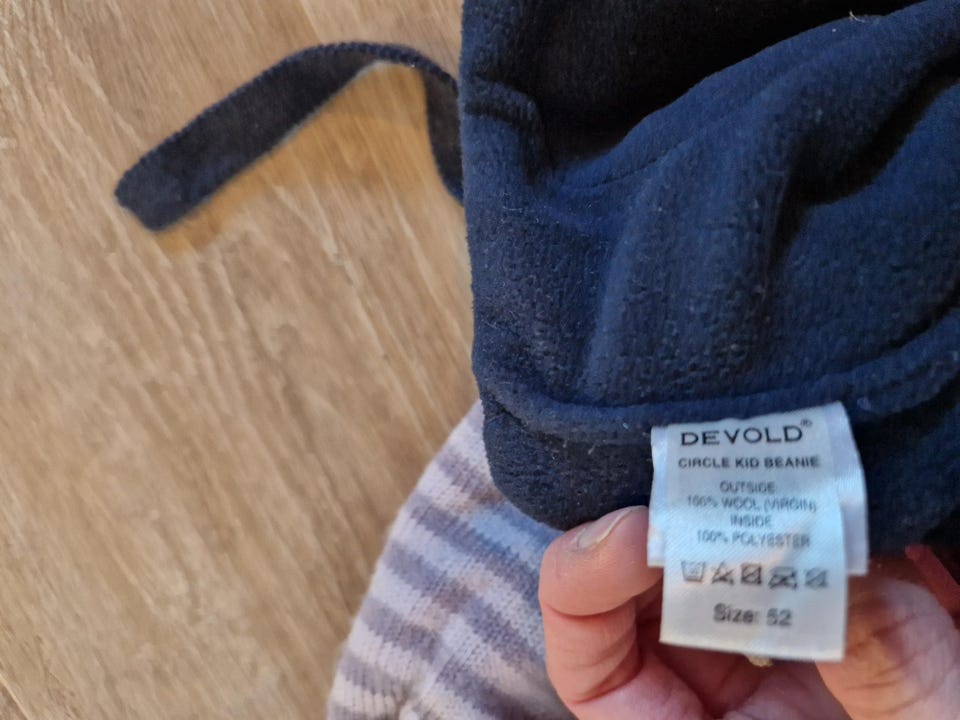 DEVOLD®
CIRCLE KID BEANIE
OUTSIDE
100% WOOL (VIRGIN)
INSIDE
100% POLYESTER
Size: 52